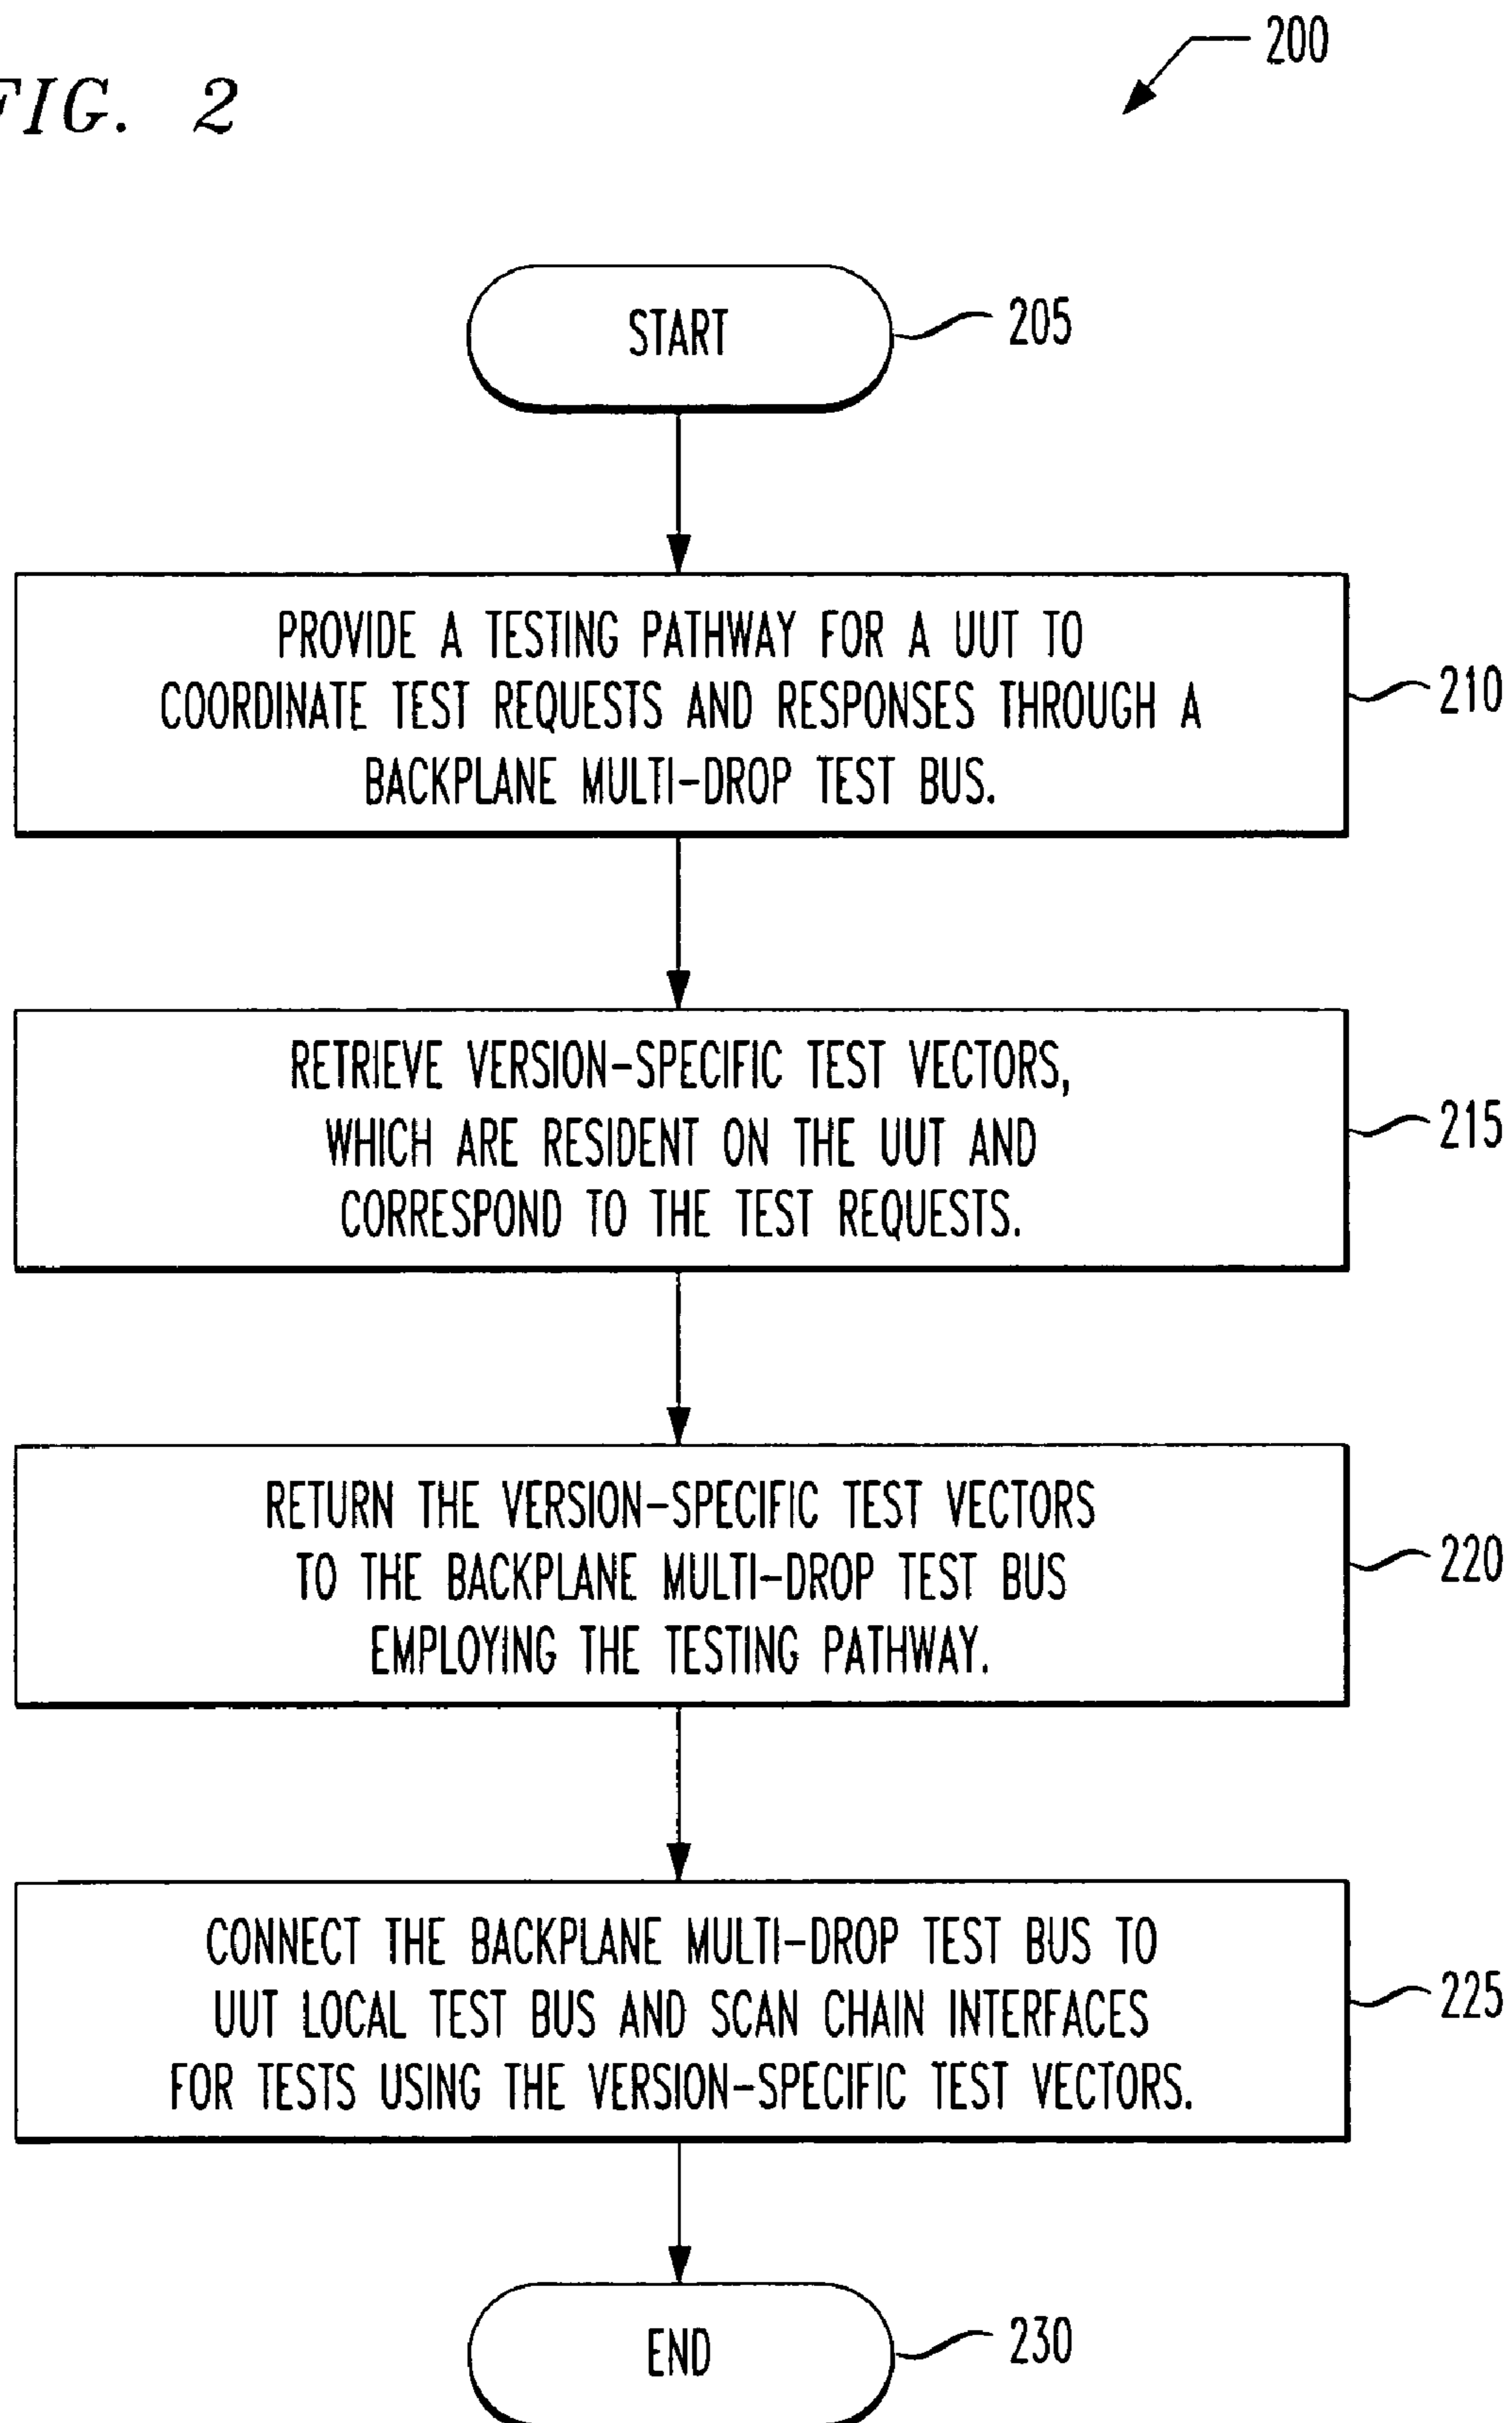 FIG. 2
200
START
205
PROVIDE A TESTING PATHWAY FOR A UUT TO
COORDINATE TEST REQUESTS AND RESPONSES THROUGH A
BACKPLANE MULTI-DROP TEST BUS.
210
RETRIEVE VERSION-SPECIFIC TEST VECTORS,
WHICH ARE RESIDENT ON THE UUT AND
CORRESPOND TO THE TEST REQUESTS.
215
RETURN THE VERSION-SPECIFIC TEST VECTORS
TO THE BACKPLANE MULTI-DROP TEST BUS
EMPLOYING THE TESTING PATHWAY.
220
CONNECT THE BACKPLANE MULTI-DROP TEST BUS TO
UUT LOCAL TEST BUS AND SCAN CHAIN INTERFACES
FOR TESTS USING THE VERSION-SPECIFIC TEST VECTORS.
225
END
230